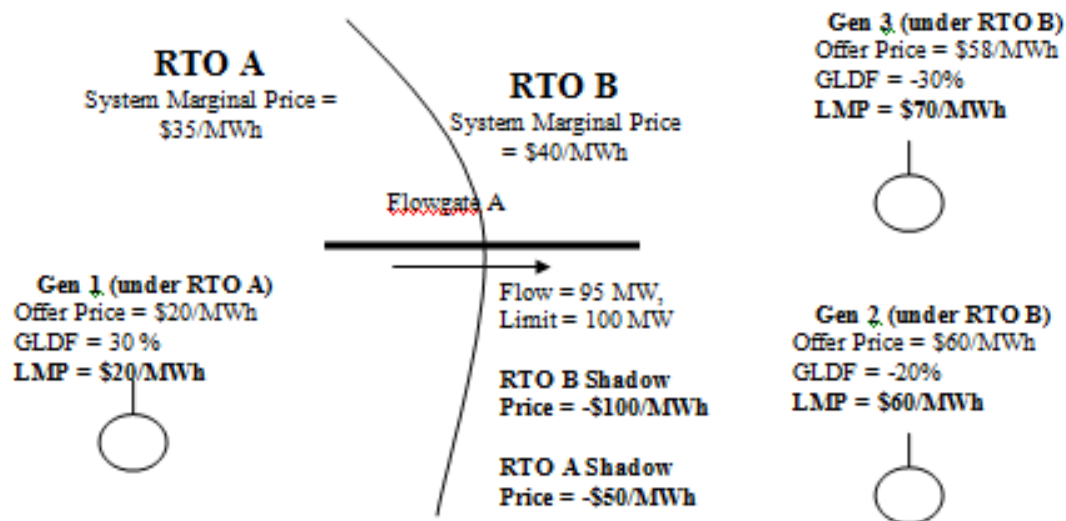 RTO A
System Marginal Price =
$35/MWh
RTO B
System Marginal Price
= $40/MWh
Gen 3 (under RTO B)
Offer Price = $58/MWh
GLDF = -30%
LMP = $70/MWh
Flowgate A
Gen 1 (under RTO A)
Offer Price = $20/MWh
GLDF = 30 %
LMP = $20/MWh
Flow = 95 MW,
Limit = 100 MW
RTO B Shadow
Price = -$100/MWh
RTO A Shadow
Price = -$50/MWh
Gen 2 (under RTO B)
Offer Price = $60/MWh
GLDF = -20%
LMP = $60/MWh